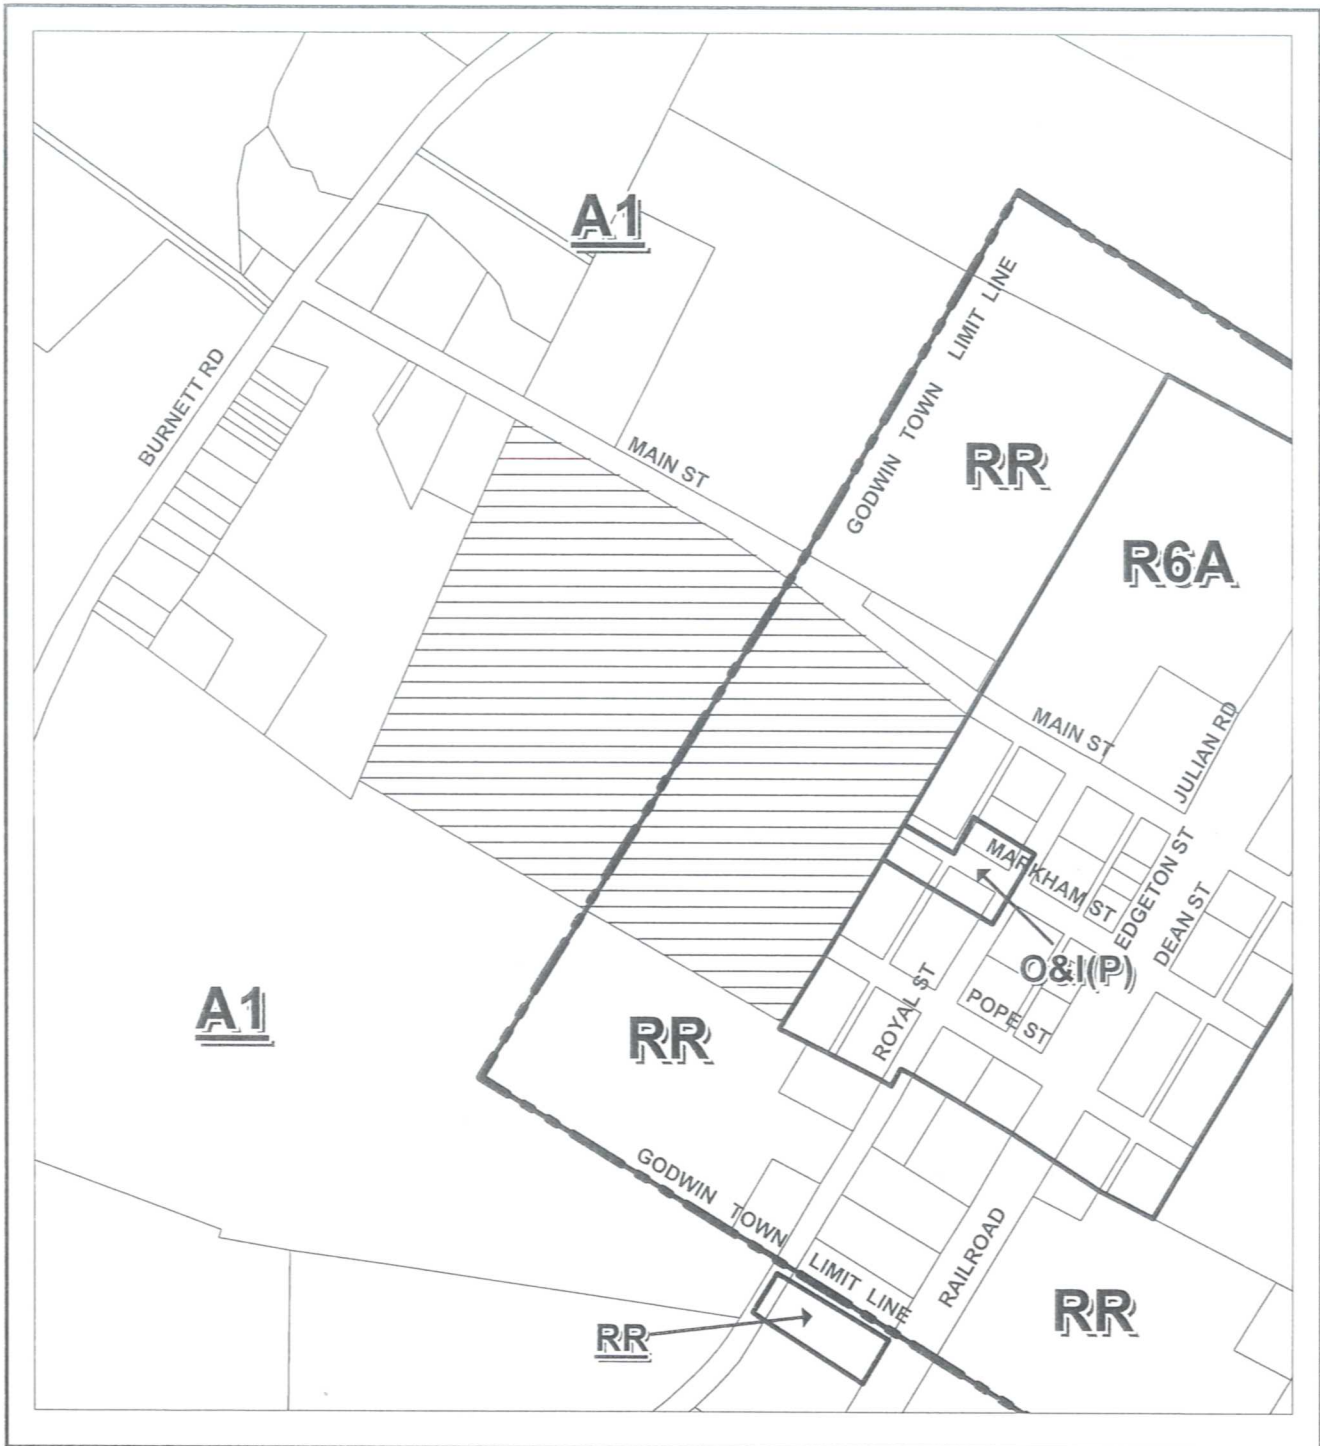 A1
GODWIN TOWN LIMIT LINE
BURNETT RD
MAIN ST
RR
R6A
MAIN ST
JULIAN RD
MARKHAM ST
EDGETON ST
DEAN ST
O&I(P)
A1
RR
ROYAL ST
POPE ST
GODWIN TOWN LIMIT LINE
RAILROAD
RR
RR